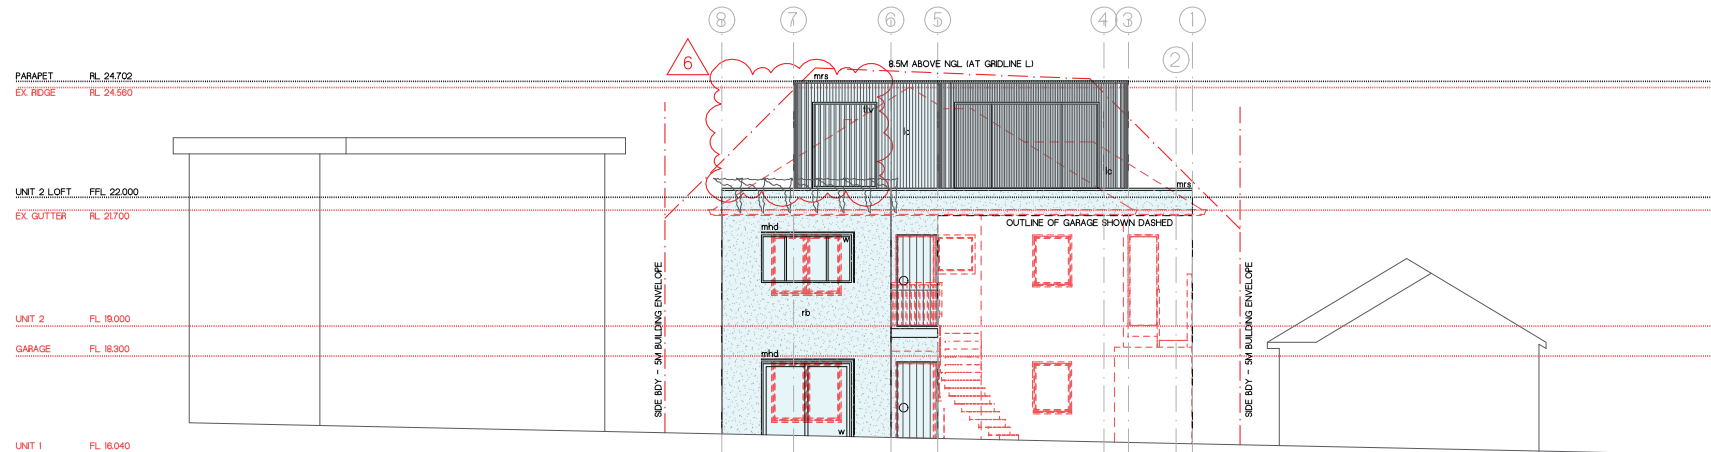 8 7 6 5 4 3 1
2
6
8.5M ABOVE NGL (AT GRIDLINE L)
PARAPET RL 24.702
mrs
EX. RIDGE RL 24.560
lc
lc
mrs
UNIT 2 LOFT FFL 22.000
EX. GUTTER RL 21.700
OUTLINE OF GARAGE SHOWN DASHED
mhd
w
SIDE BDY - 5M BUILDING ENVELOPE
SIDE BDY - 5M BUILDING ENVELOPE
rb
UNIT 2 FL 19.000
GARAGE FL 18.300
mhd
w
UNIT 1 FL 16.040